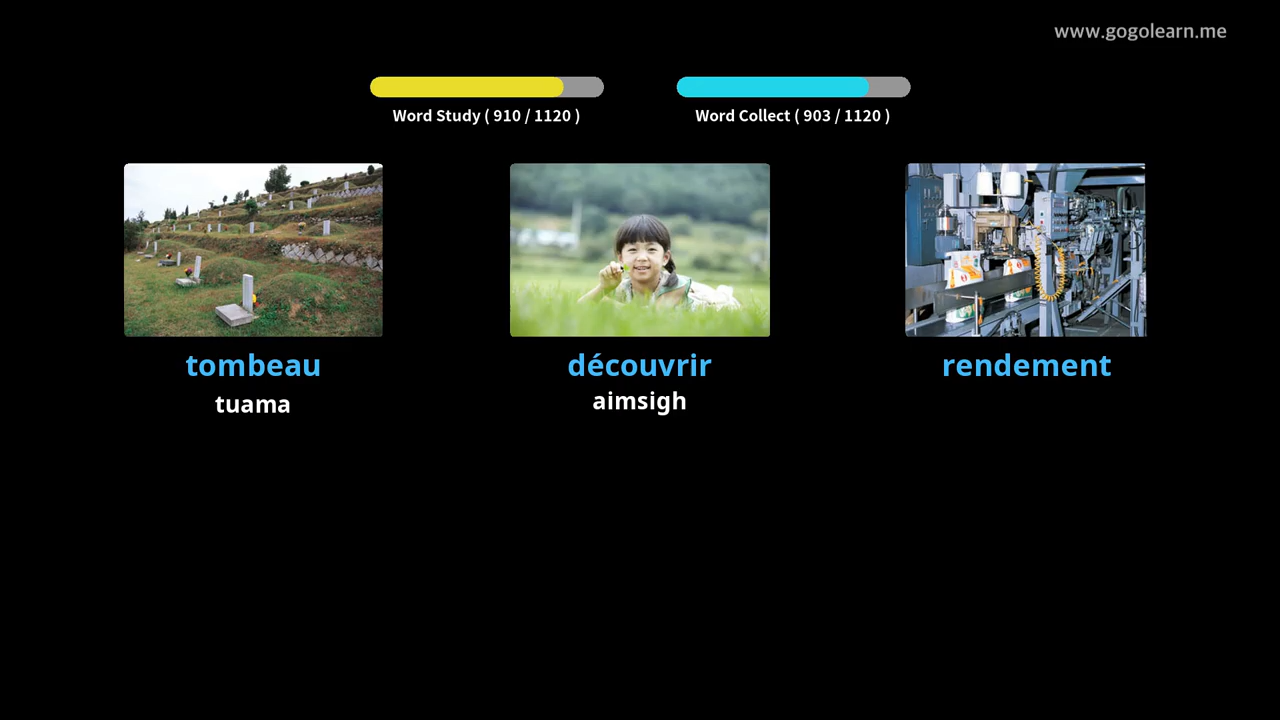 www.gogolearn.me
Word Study ( 910 / 1120 )
Word Collect ( 903 / 1120 )
tombeau
découvrir
rendement
tuama
aimsigh